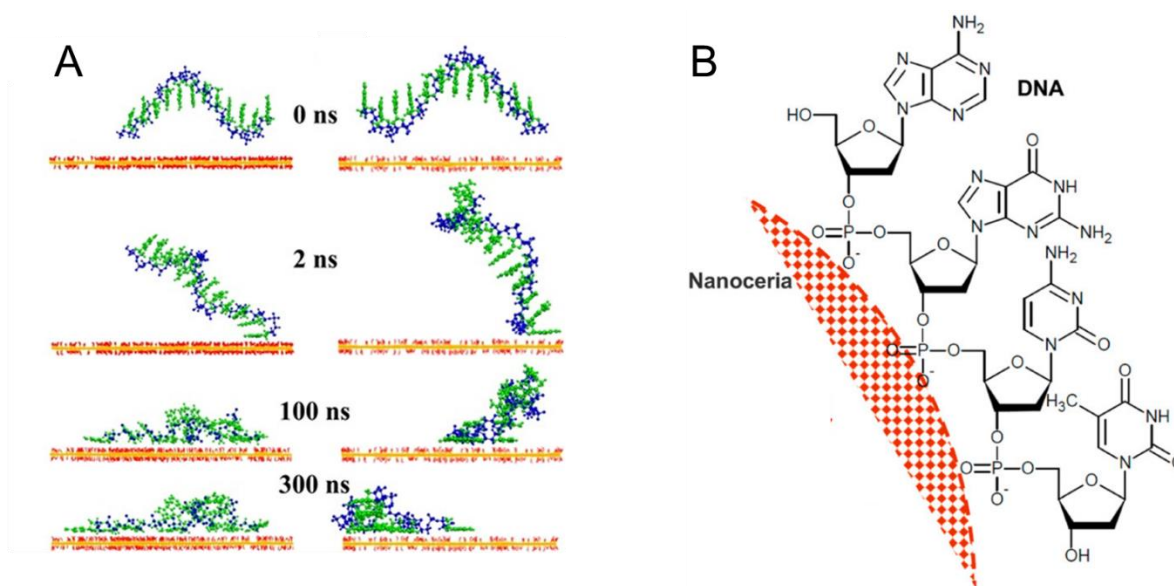 A
0 ns
2 ns
100 ns
300 ns
B
DNA
NH₂
N
N
N
N
HO
O
O
O=P-O
O⁻
O
N
NH
N
N
NH₂
Nanoceria
O
O
O=P-O
O⁻
NH₂
N
N
O
O
O
O=P-O
O⁻
H₃C
O
NH
N
O
O
OH